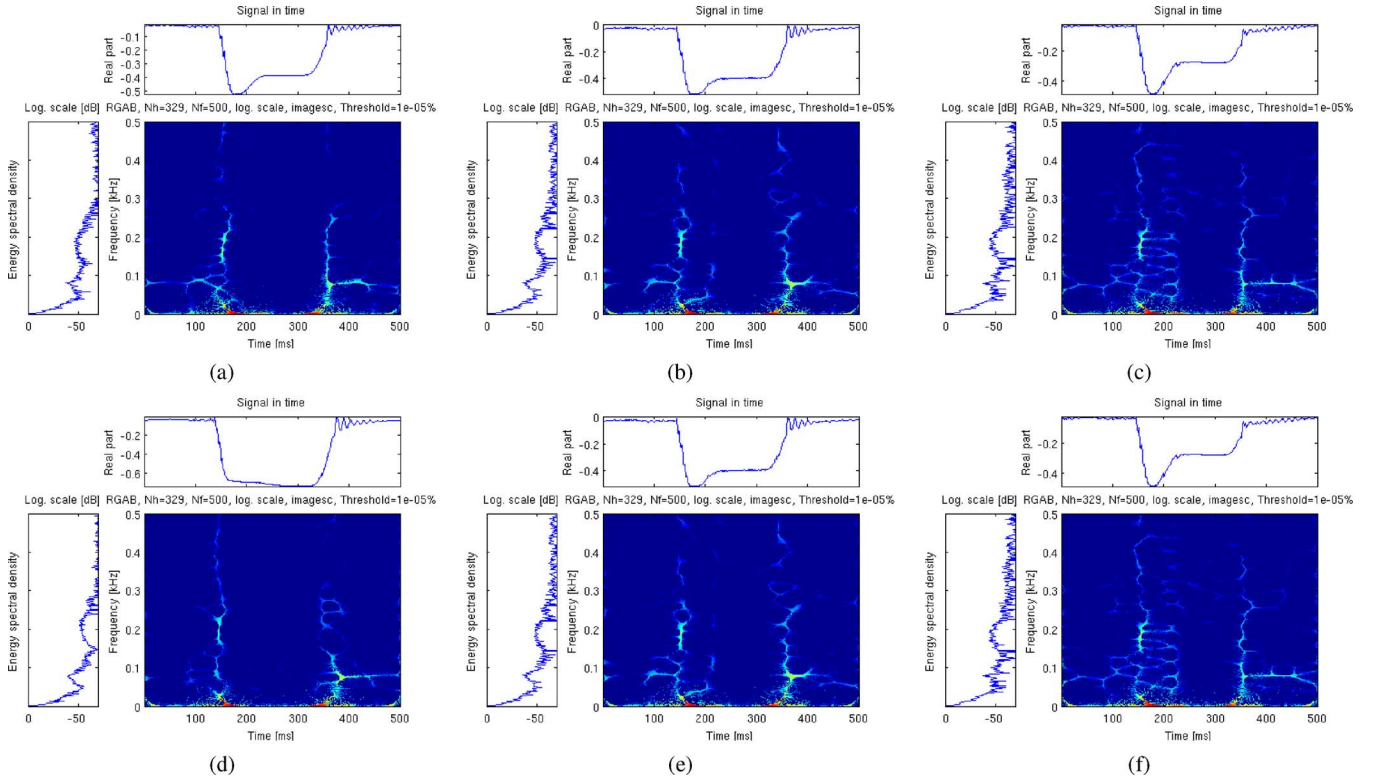 Signal in time
Real part
-0.1
-0.2
-0.3
-0.4
-0.5
Log. scale [dB]
RGAB, Nh=329, Nf=500, log. scale, imagesc, Threshold=1e-05%
Energy spectral density
0 -50
Frequency [kHz]
0.5
0.4
0.3
0.2
0.1
0
100 200 300 400 500
Time [ms]
(a)
Signal in time
Real part
0
-0.2
-0.4
Log. scale [dB]
RGAB, Nh=329, Nf=500, log. scale, imagesc, Threshold=1e-05%
Energy spectral density
0 -50
Frequency [kHz]
0.5
0.4
0.3
0.2
0.1
0
100 200 300 400 500
Time [ms]
(b)
Signal in time
Real part
-0.2
-0.4
Log. scale [dB]
RGAB, Nh=329, Nf=500, log. scale, imagesc, Threshold=1e-05%
Energy spectral density
0 -50
Frequency [kHz]
0.5
0.4
0.3
0.2
0.1
0
100 200 300 400 500
Time [ms]
(c)
Signal in time
Real part
-0.2
-0.4
-0.6
Log. scale [dB]
RGAB, Nh=329, Nf=500, log. scale, imagesc, Threshold=1e-05%
Energy spectral density
0 -50
Frequency [kHz]
0.5
0.4
0.3
0.2
0.1
0
100 200 300 400 500
Time [ms]
(d)
Signal in time
Real part
0
-0.2
-0.4
Log. scale [dB]
RGAB, Nh=329, Nf=500, log. scale, imagesc, Threshold=1e-05%
Energy spectral density
0 -50
Frequency [kHz]
0.5
0.4
0.3
0.2
0.1
0
100 200 300 400 500
Time [ms]
(e)
Signal in time
Real part
-0.2
-0.4
Log. scale [dB]
RGAB, Nh=329, Nf=500, log. scale, imagesc, Threshold=1e-05%
Energy spectral density
0 -50
Frequency [kHz]
0.5
0.4
0.3
0.2
0.1
0
100 200 300 400 500
Time [ms]
(f)